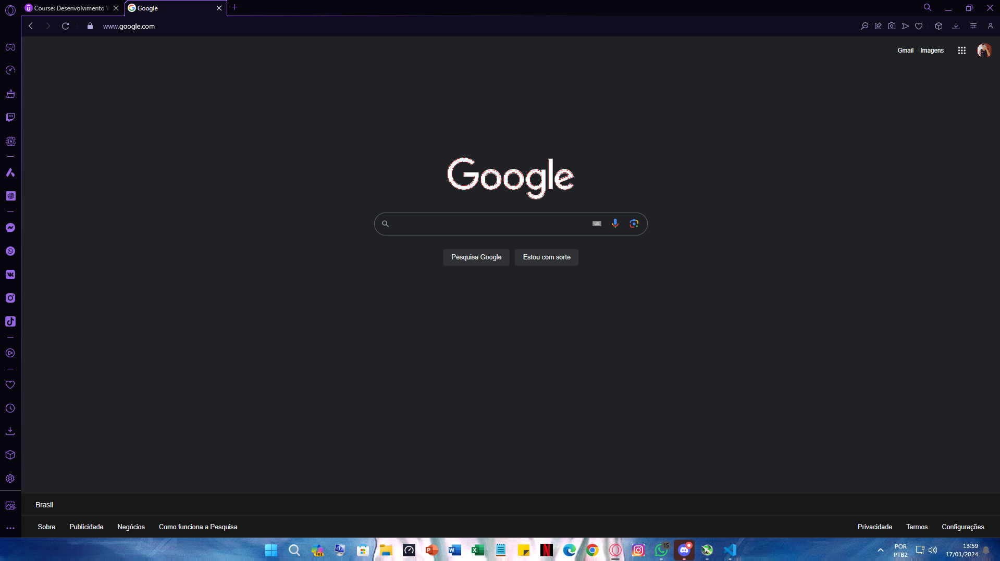 Course: Desenvolvimento W
Google
www.google.com
Gmail Imagens
Google
Pesquisa Google Estou com sorte
Brasil
Sobre Publicidade Negócios Como funciona a Pesquisa
Privacidade Termos Configurações
PRE
15
POR
PTB2
13:59
17/01/2024